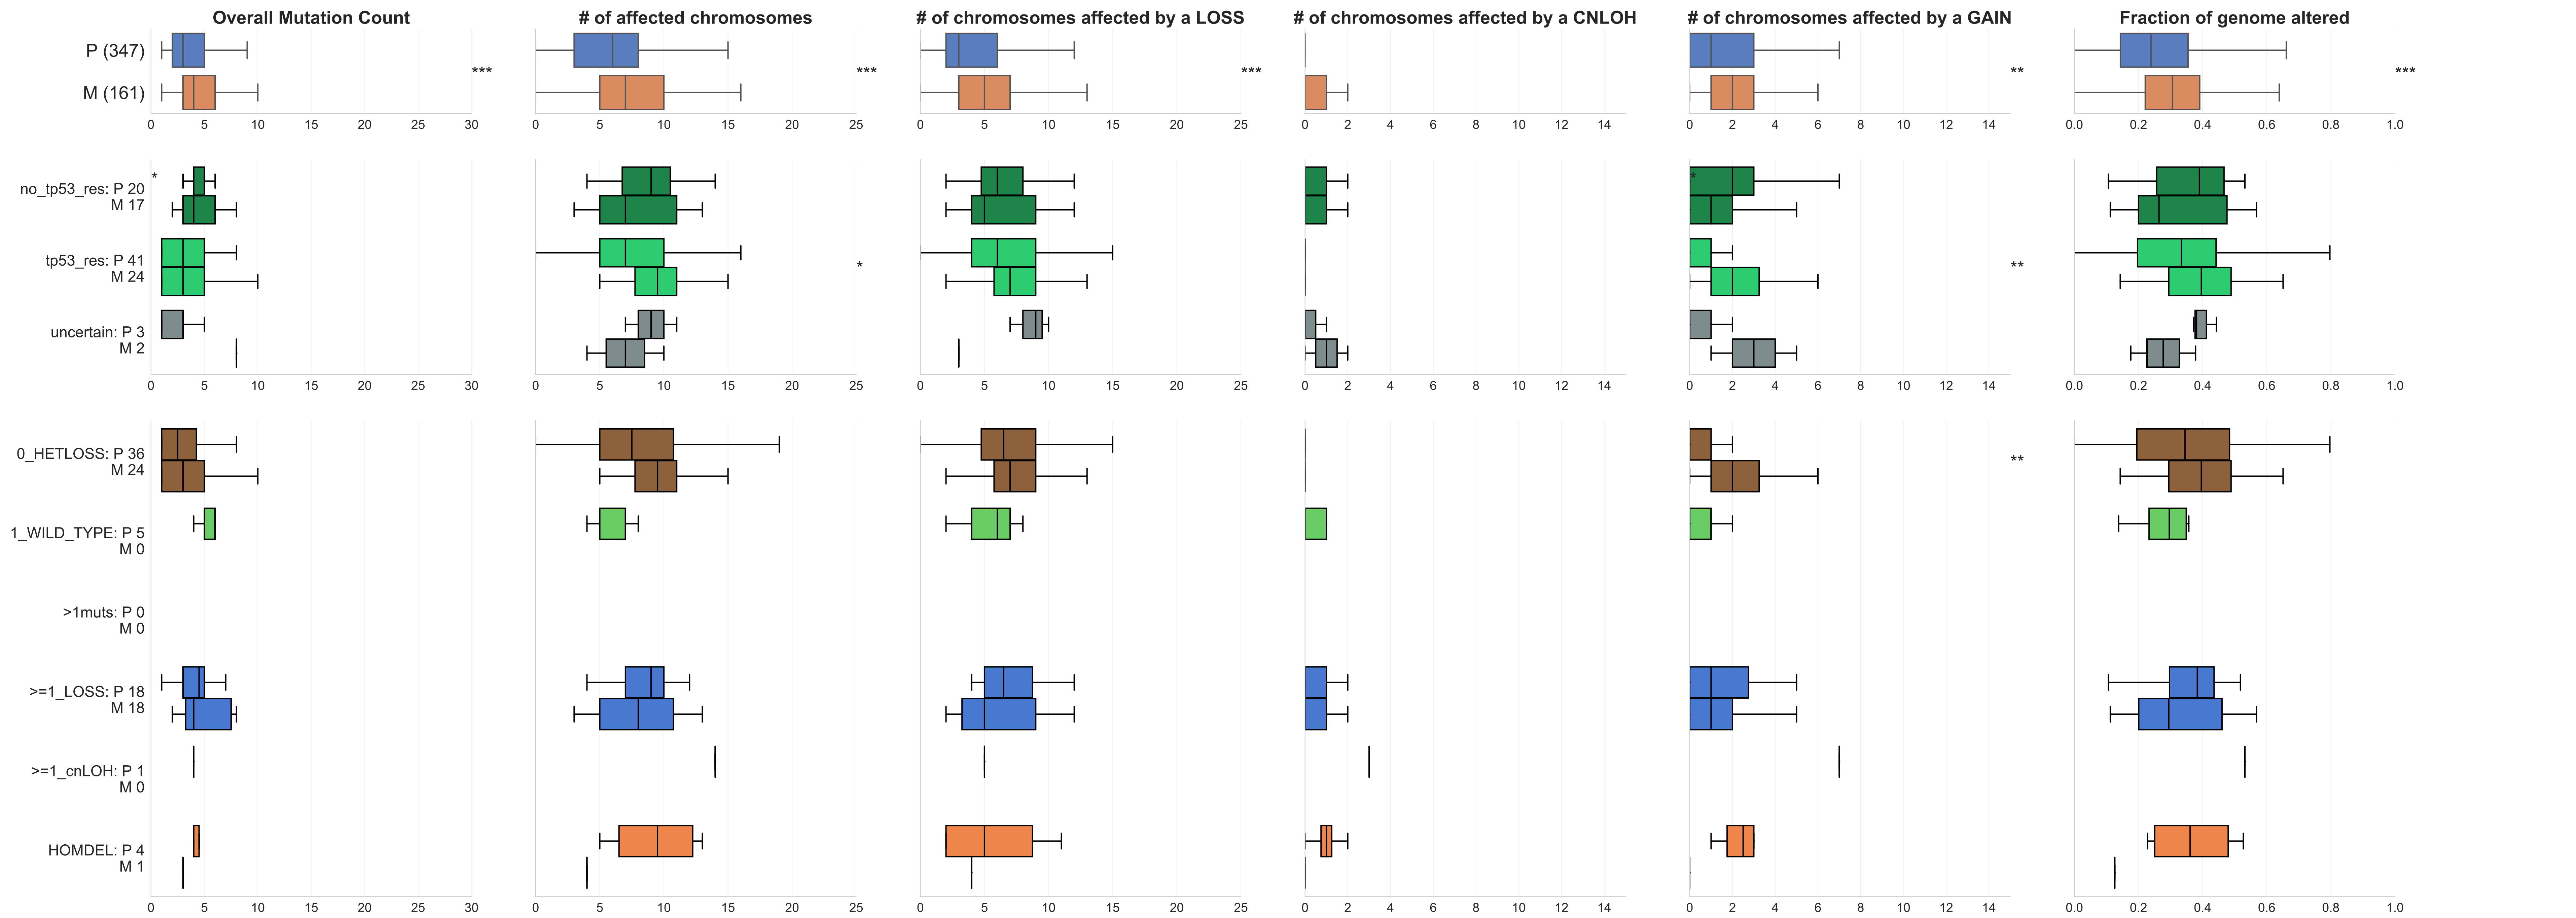 Overall Mutation Count
# of affected chromosomes
# of chromosomes affected by a LOSS
# of chromosomes affected by a CNLOH
# of chromosomes affected by a GAIN
Fraction of genome altered
P (347)
M (161)
***
***
***
**
***
0 5 10 15 20 25 30
0 5 10 15 20 25
0 5 10 15 20 25
0 2 4 6 8 10 12 14
0 2 4 6 8 10 12 14
0.0 0.2 0.4 0.6 0.8 1.0
no_tp53_res: P 20
M 17
*
*
tp53_res: P 41
M 24
*
**
uncertain: P 3
M 2
0 5 10 15 20 25 30
0 5 10 15 20 25
0 5 10 15 20 25
0 2 4 6 8 10 12 14
0 2 4 6 8 10 12 14
0.0 0.2 0.4 0.6 0.8 1.0
0_HETLOSS: P 36
M 24
**
1_WILD_TYPE: P 5
M 0
>1muts: P 0
M 0
>=1_LOSS: P 18
M 18
>=1_cnLOH: P 1
M 0
HOMDEL: P 4
M 1
0 5 10 15 20 25 30
0 5 10 15 20 25
0 5 10 15 20 25
0 2 4 6 8 10 12 14
0 2 4 6 8 10 12 14
0.0 0.2 0.4 0.6 0.8 1.0